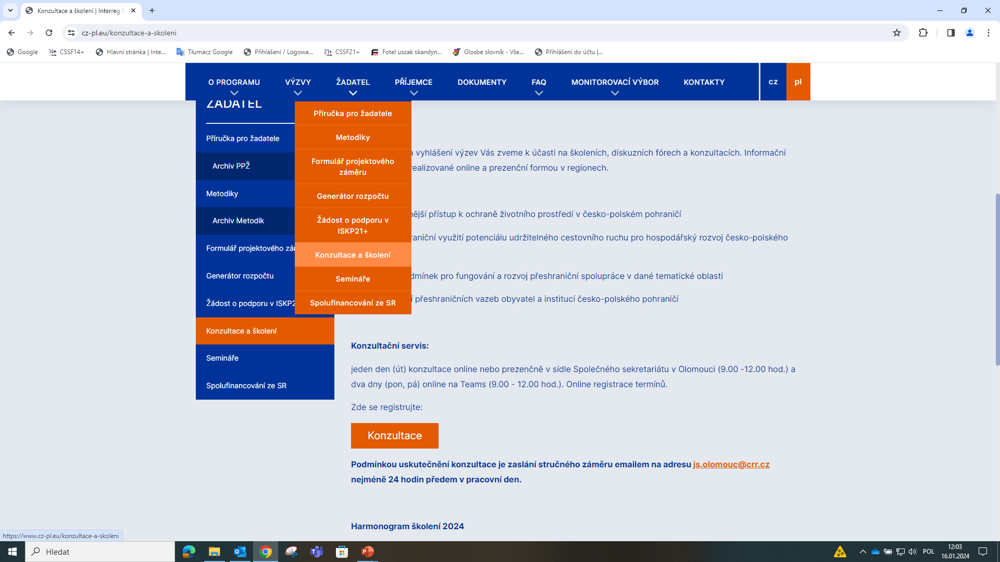 Konzultace a školení | Interreg
cz-pl.eu/konzultace-a-skoleni
Google
14+ CSSF14+
Hlavní stránka | Inte...
Tłumacz Google
Přihlášení / Logowa...
21+ CSSF21+
Fotel uszak skandyn...
Glosbe slovník - Vše...
Přihlášení do účtu |...
O PROGRAMU
VÝZVY
ŽADATEL
PŘÍJEMCE
DOKUMENTY
FAQ
MONITOROVACÍ VÝBOR
KONTAKTY
cz
pl
ŽADATEL
Příručka pro žadatele
Archiv PPŽ
Metodiky
Archiv Metodik
Formulář projektového
Generátor rozpočtu
Žádost o podporu v
Konzultace a školení
Semináře
Spolufinancování ze SR
Příručka pro žadatele
Metodiky
Formulář projektového
záměru
Generátor rozpočtu
Žádost o podporu v
ISKP21+
Konzultace a školení
Semináře
Spolufinancování ze SR
vyhlášení výzev Vás zveme k účasti na školeních, diskuzních fórech a konzultacích. Informační
realizované online a prezenční formou v regionech.
přístup k ochraně životního prostředí v česko-polském pohraničí
využití potenciálu udržitelného cestovního ruchu pro hospodářský rozvoj česko-polského
pro fungování a rozvoj přeshraniční spolupráce v dané tematické oblasti
přeshraničních vazeb obyvatel a institucí česko-polského pohraničí
Konzultační servis:
jeden den (út) konzultace online nebo prezenčně v sídle Společného sekretariátu v Olomouci (9.00 -12.00 hod.) a
dva dny (pon, pá) online na Teams (9.00 - 12.00 hod.). Online registrace termínů.
Zde se registrujte:
Konzultace
Podmínkou uskutečnění konzultace je zaslání stručného záměru emailem na adresu js.olomouc@crr.cz
nejméně 24 hodin předem v pracovní den.
Harmonogram školení 2024
https://www.cz-pl.eu/konzultace-a-skoleni
Hledat
POL
12:03
16.01.2024